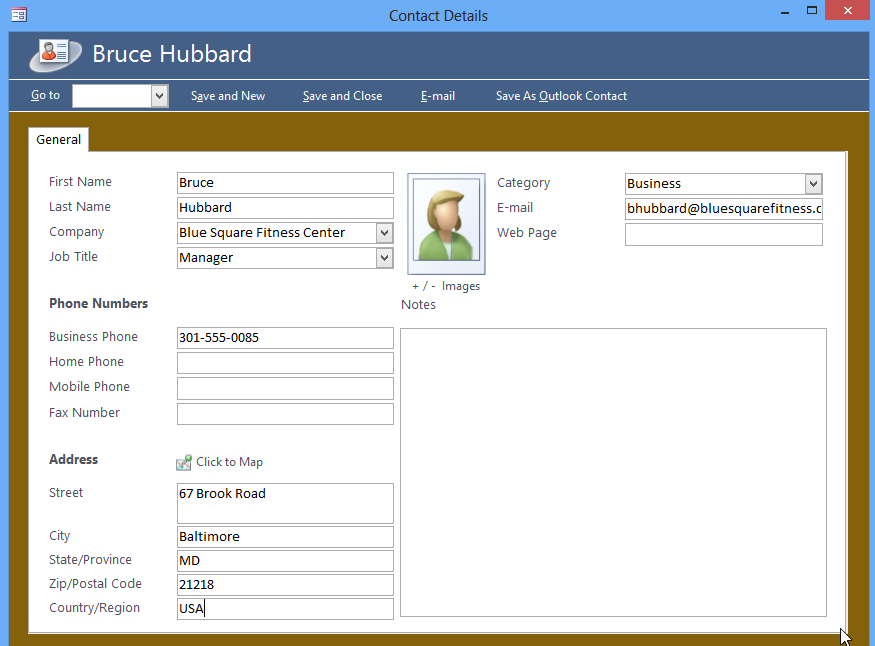 Contact Details
Bruce Hubbard
Go to Save and New Save and Close E-mail Save As Outlook Contact
General
First Name Bruce
Last Name Hubbard
Company Blue Square Fitness Center
Job Title Manager
+ / - Images
Category Business
E-mail bhubbard@bluesquarefitness.c
Web Page
Phone Numbers
Notes
Business Phone 301-555-0085
Home Phone
Mobile Phone
Fax Number
Address Click to Map
Street 67 Brook Road
City Baltimore
State/Province MD
Zip/Postal Code 21218
Country/Region USA